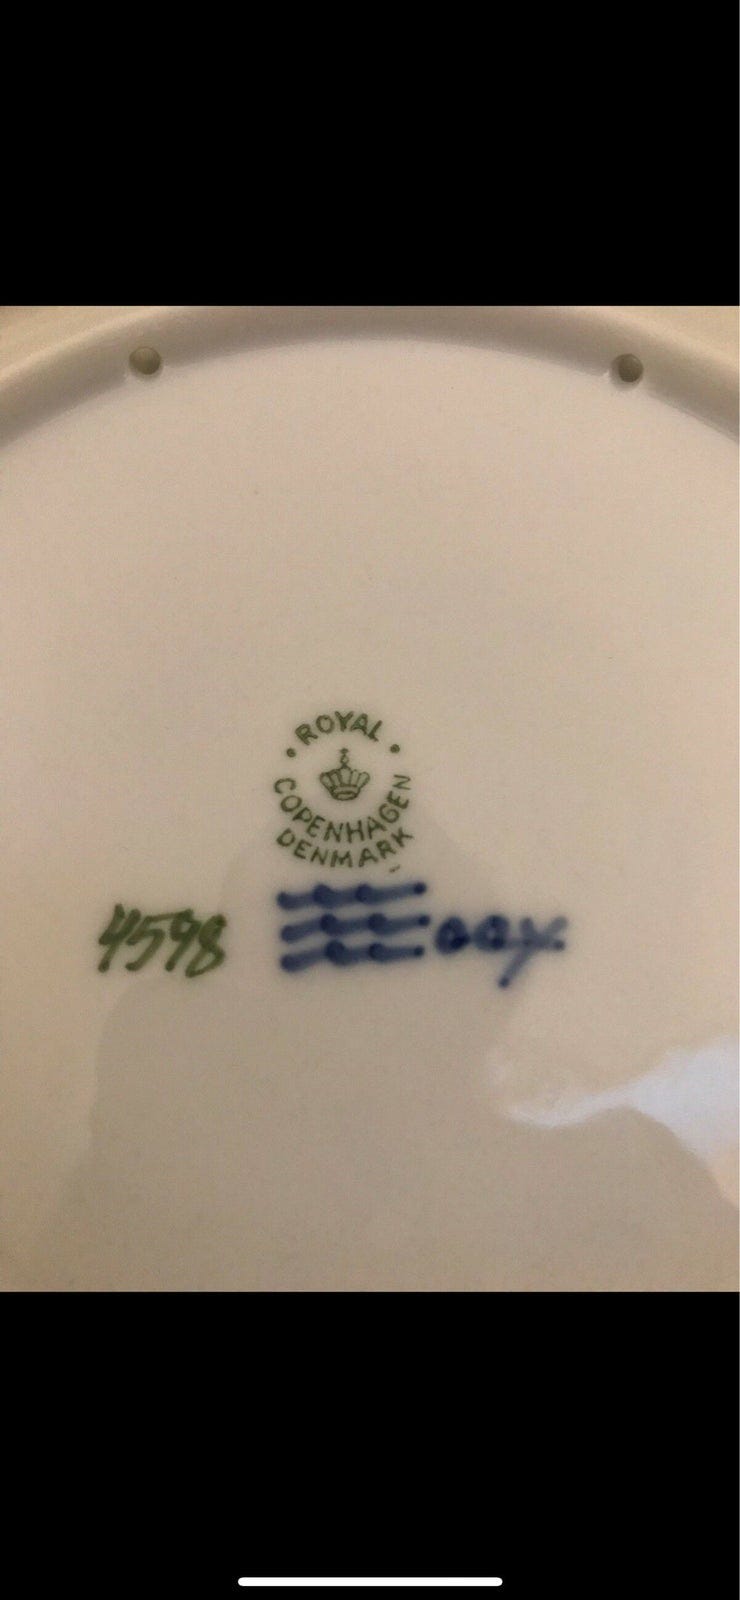 ROYAL
COPENHAGEN
DENMARK
4598